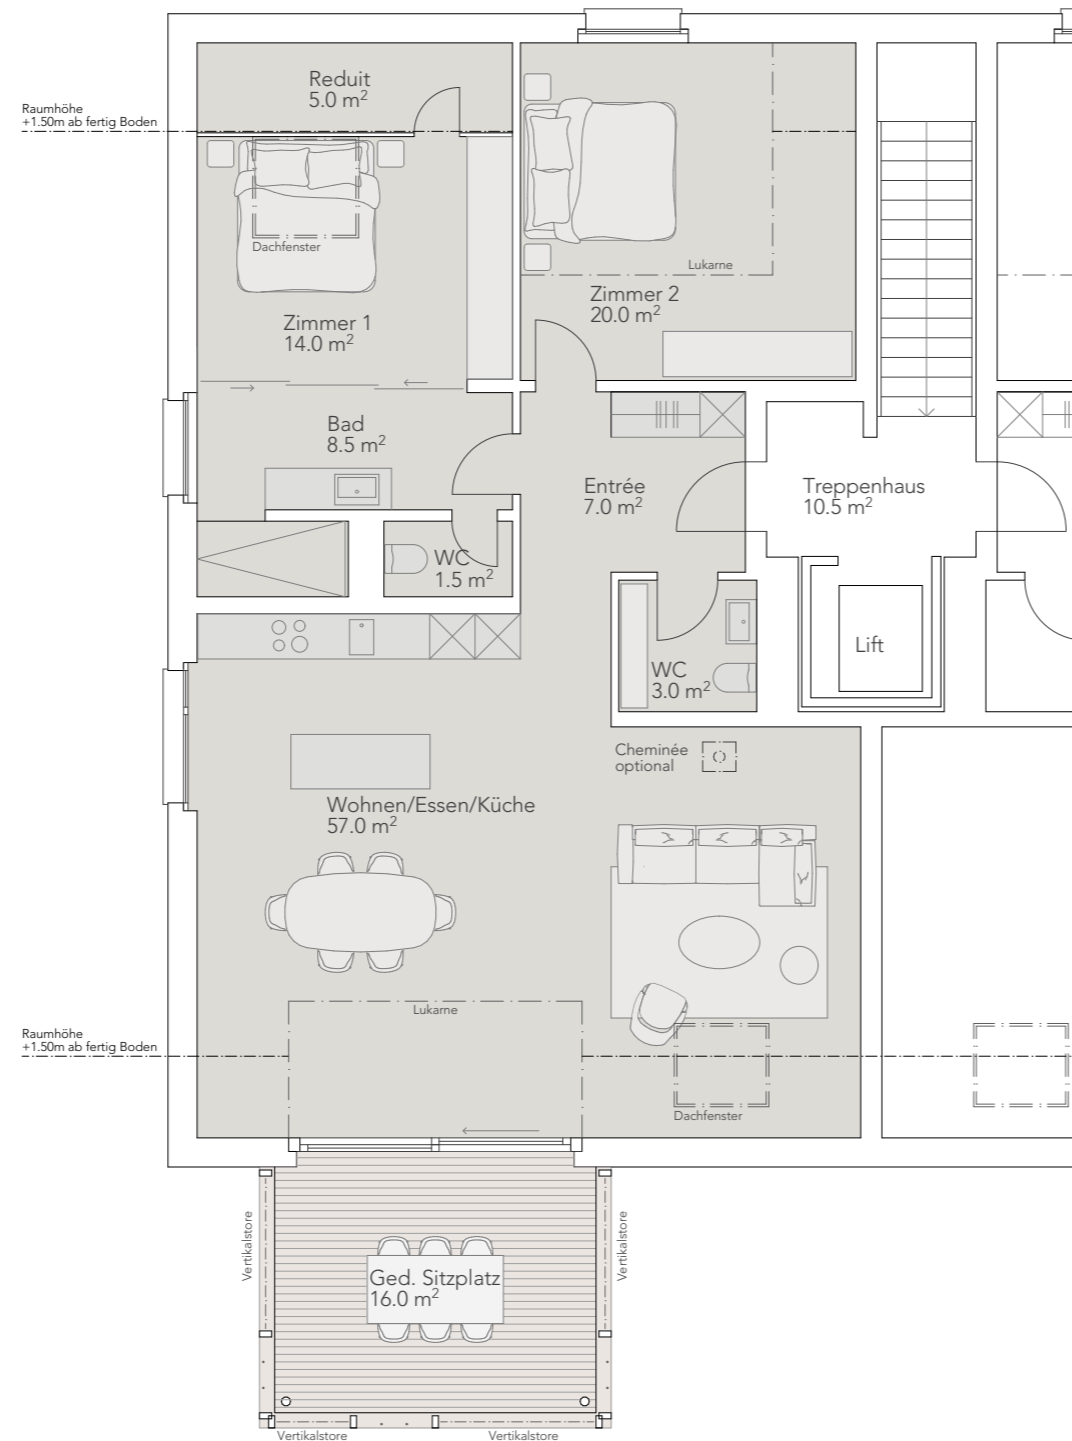 Reduit
5.0 m²
Raumhöhe
+1.50m ab fertig Boden
Dachfenster
Lukarne
Zimmer 2
20.0 m²
Zimmer 1
14.0 m²
Bad
8.5 m²
Entrée
7.0 m²
Treppenhaus
10.5 m²
WC
1.5 m²
Lift
WC
3.0 m²
Cheminée
optional
Wohnen/Essen/Küche
57.0 m²
Lukarne
Raumhöhe
+1.50m ab fertig Boden
Dachfenster
Vertikalstore
Vertikalstore
Ged. Sitzplatz
16.0 m²
Vertikalstore
Vertikalstore